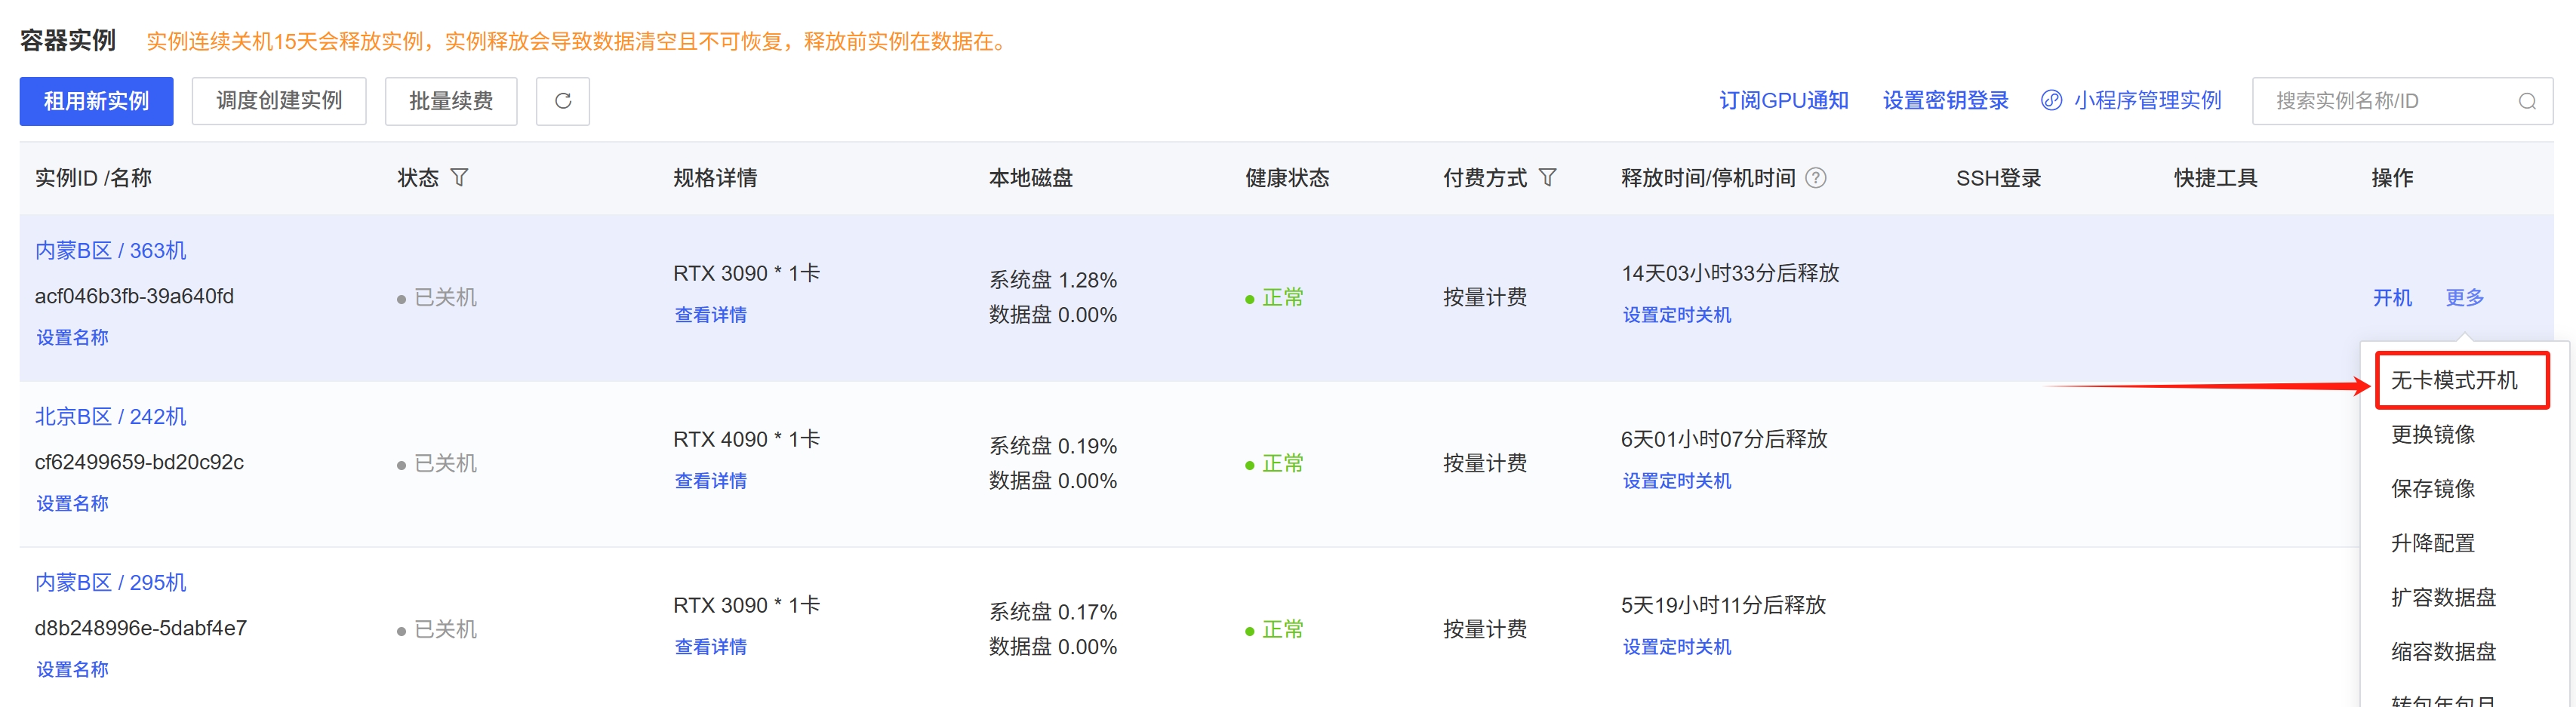 容器实例 实例连续关机15天会释放实例，实例释放会导致数据清空且不可恢复，释放前实例在数据在。
租用新实例 调度创建实例 批量续费 订阅GPU通知 设置密钥登录 小程序管理实例 搜索实例名称/ID
实例ID /名称 状态 规格详情 本地磁盘 健康状态 付费方式 释放时间/停机时间 ? SSH登录 快捷工具 操作
内蒙B区 / 363机
acf046b3fb-39a640fd
设置名称
已关机
RTX 3090 * 1卡
查看详情
系统盘 1.28%
数据盘 0.00%
正常
按量计费
14天03小时33分后释放
设置定时关机
开机 更多
北京B区 / 242机
cf62499659-bd20c92c
设置名称
已关机
RTX 4090 * 1卡
查看详情
系统盘 0.19%
数据盘 0.00%
正常
按量计费
6天01小时07分后释放
设置定时关机
内蒙B区 / 295机
d8b248996e-5dabf4e7
设置名称
已关机
RTX 3090 * 1卡
查看详情
系统盘 0.17%
数据盘 0.00%
正常
按量计费
5天19小时11分后释放
设置定时关机
无卡模式开机
更换镜像
保存镜像
升降配置
扩容数据盘
缩容数据盘
转包年包月